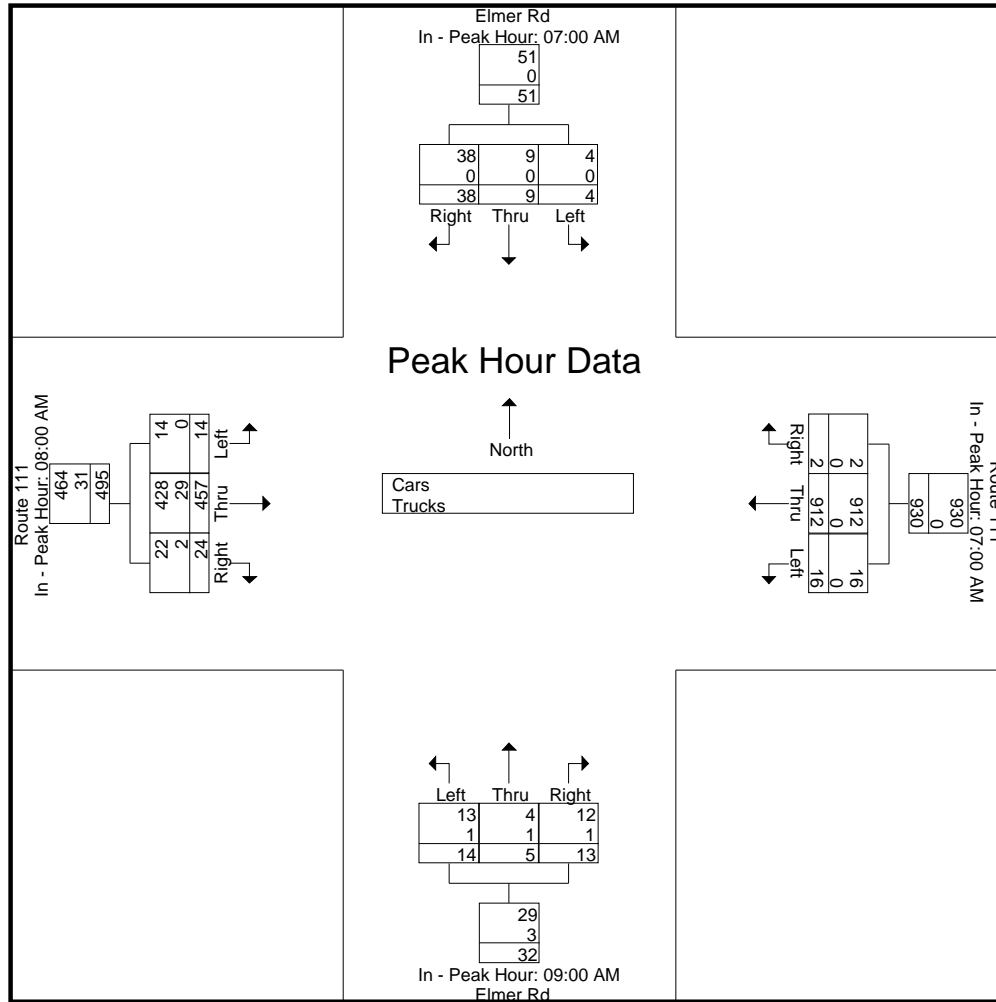 Elmer Rd
In - Peak Hour: 07:00 AM
51
0
51
38 9 4
0 0 0
38 9 4
Right Thru Left
Peak Hour Data
North
Cars
Trucks
Route 111
In - Peak Hour: 08:00 AM
464
31
495
14 0 14
Left
428 29 457
Thru
22 2 24
Right
Right
2 0 2
Thru
912 0 912
Left
16 0 16
930
0
930
In - Peak Hour: 07:00 AM
Left Thru Right
13 4 12
1 1 1
14 5 13
29
3
32
In - Peak Hour: 09:00 AM
Elmer Rd